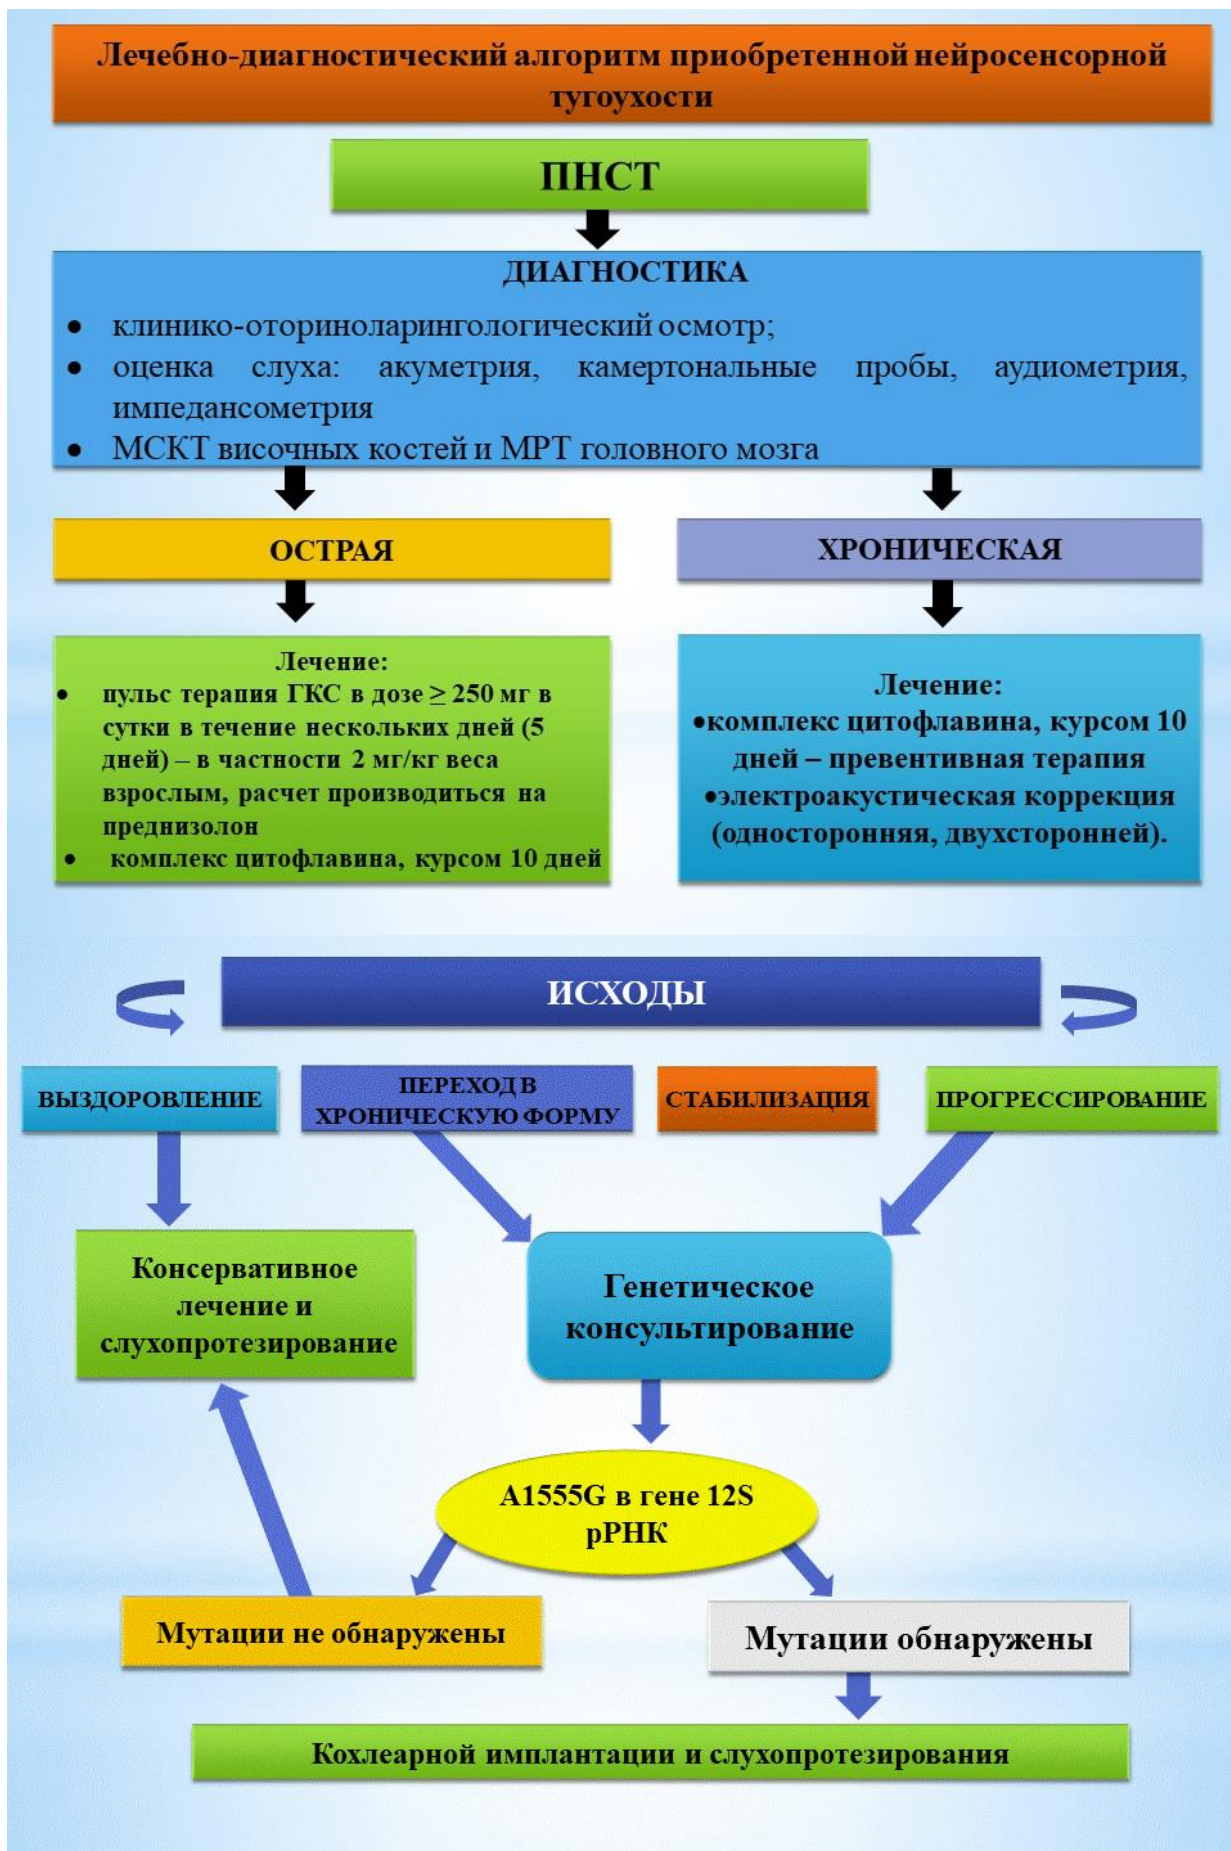 Лечебно-диагностический алгоритм приобретенной нейросенсорной
тугоухости
ПНСТ
ДИАГНОСТИКА
● клинико-оториноларингологический осмотр;
● оценка слуха: акуметрия, камертональные пробы, аудиометрия,
импедансометрия
● МСКТ височных костей и МРТ головного мозга
ОСТРАЯ
Лечение:
● пульс терапия ГКС в дозе ≥ 250 мг в
сутки в течение нескольких дней (5
дней) – в частности 2 мг/кг веса
взрослым, расчет производиться на
преднизолон
● комплекс цитофлавина, курсом 10 дней
ХРОНИЧЕСКАЯ
Лечение:
●комплекс цитофлавина, курсом 10
дней – превентивная терапия
●электроакустическая коррекция
(односторонняя, двухсторонней).
ИСХОДЫ
ВЫЗДОРОВЛЕНИЕ
ПЕРЕХОД В
ХРОНИЧЕСКУЮ ФОРМУ
СТАБИЛИЗАЦИЯ
ПРОГРЕССИРОВАНИЕ
Консервативное
лечение и
слухопротезирование
Генетическое
консультирование
A1555G в гене 12S
рРНК
Мутации не обнаружены
Мутации обнаружены
Кохлеарной имплантации и слухопротезирования